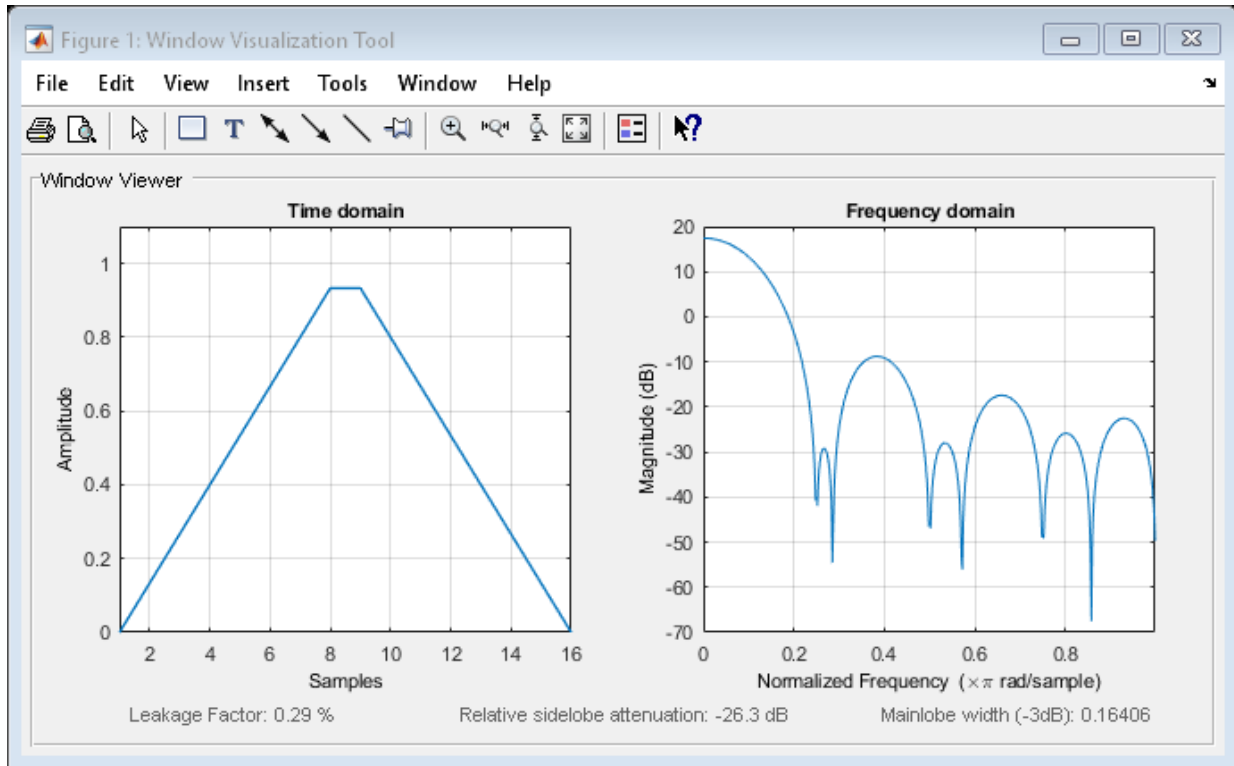 Figure 1: Window Visualization Tool
File Edit View Insert Tools Window Help
T
?
Window Viewer
Time domain
1
0.8
0.6
0.4
0.2
0
Amplitude
2 4 6 8 10 12 14 16
Samples
Frequency domain
20
10
0
-10
-20
-30
-40
-50
-60
-70
Magnitude (dB)
0 0.2 0.4 0.6 0.8
Normalized Frequency (×π rad/sample)
Leakage Factor: 0.29 % Relative sidelobe attenuation: -26.3 dB Mainlobe width (-3dB): 0.16406